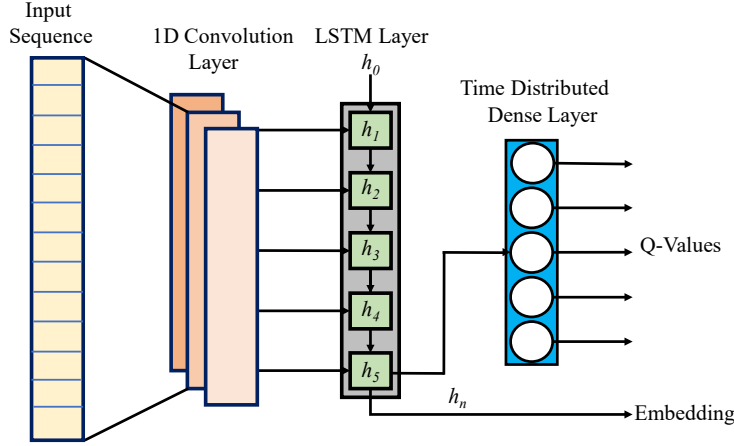 Input
Sequence
1D Convolution
Layer
LSTM Layer
h0
h1
h2
h3
h4
h5
Time Distributed
Dense Layer
Q-Values
hn
Embedding